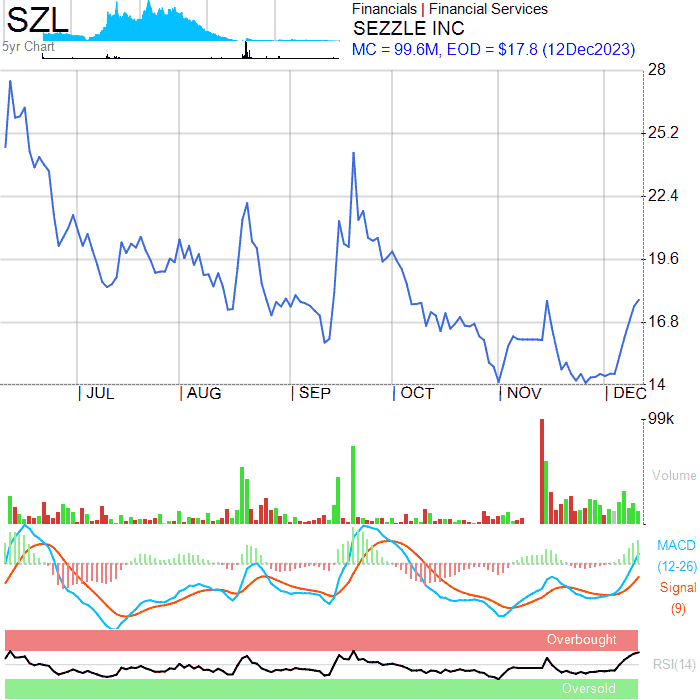 SZL
5yr Chart
Financials | Financial Services
SEZZLE INC
MC = 99.6M, EOD = $17.8 (12Dec2023)
28
25.2
22.4
19.6
16.8
14
| JUL | AUG | SEP | OCT | NOV | DEC
99k
Volume
MACD
(12-26)
Signal
(9)
Overbought
RSI(14)
Oversold